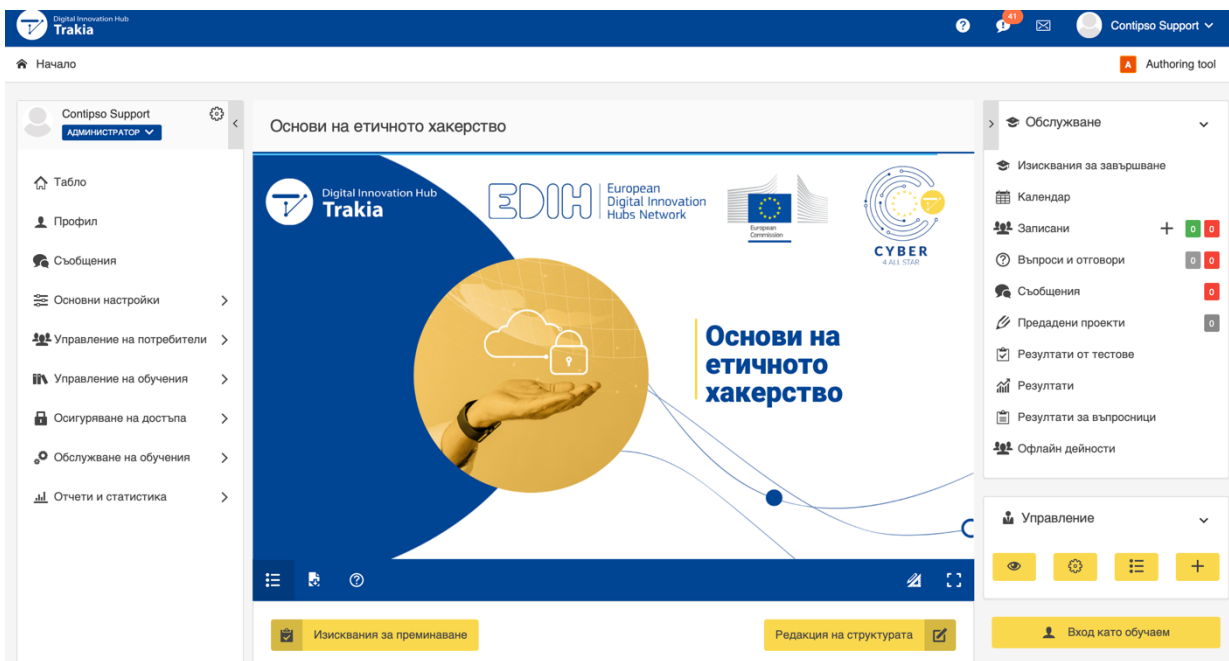 Digital Innovation Hub
Trakia
41
Contipso Support
Начало
A
Authoring tool
Contipso Support
АДМИНИСТРАТОР
Табло
Профил
Съобщения
Основни настройки
Управление на потребители
Управление на обучения
Осигуряване на достъпа
Обслужване на обучения
Отчети и статистика
Основи на етичното хакерство
Digital Innovation Hub
Trakia
EDIH
European
Digital Innovation
Hubs Network
European
Commission
CYBER
4 ALL STAR
Основи на
етичното
хакерство
Изисквания за преминаване
Редакция на структурата
Обслужване
Изисквания за завършване
Календар
Записани + 0 0
Въпроси и отговори 0 0
Съобщения 0
Предадени проекти 0
Резултати от тестове
Резултати
Резултати за въпросници
Офлайн дейности
Управление
Вход като обучаем